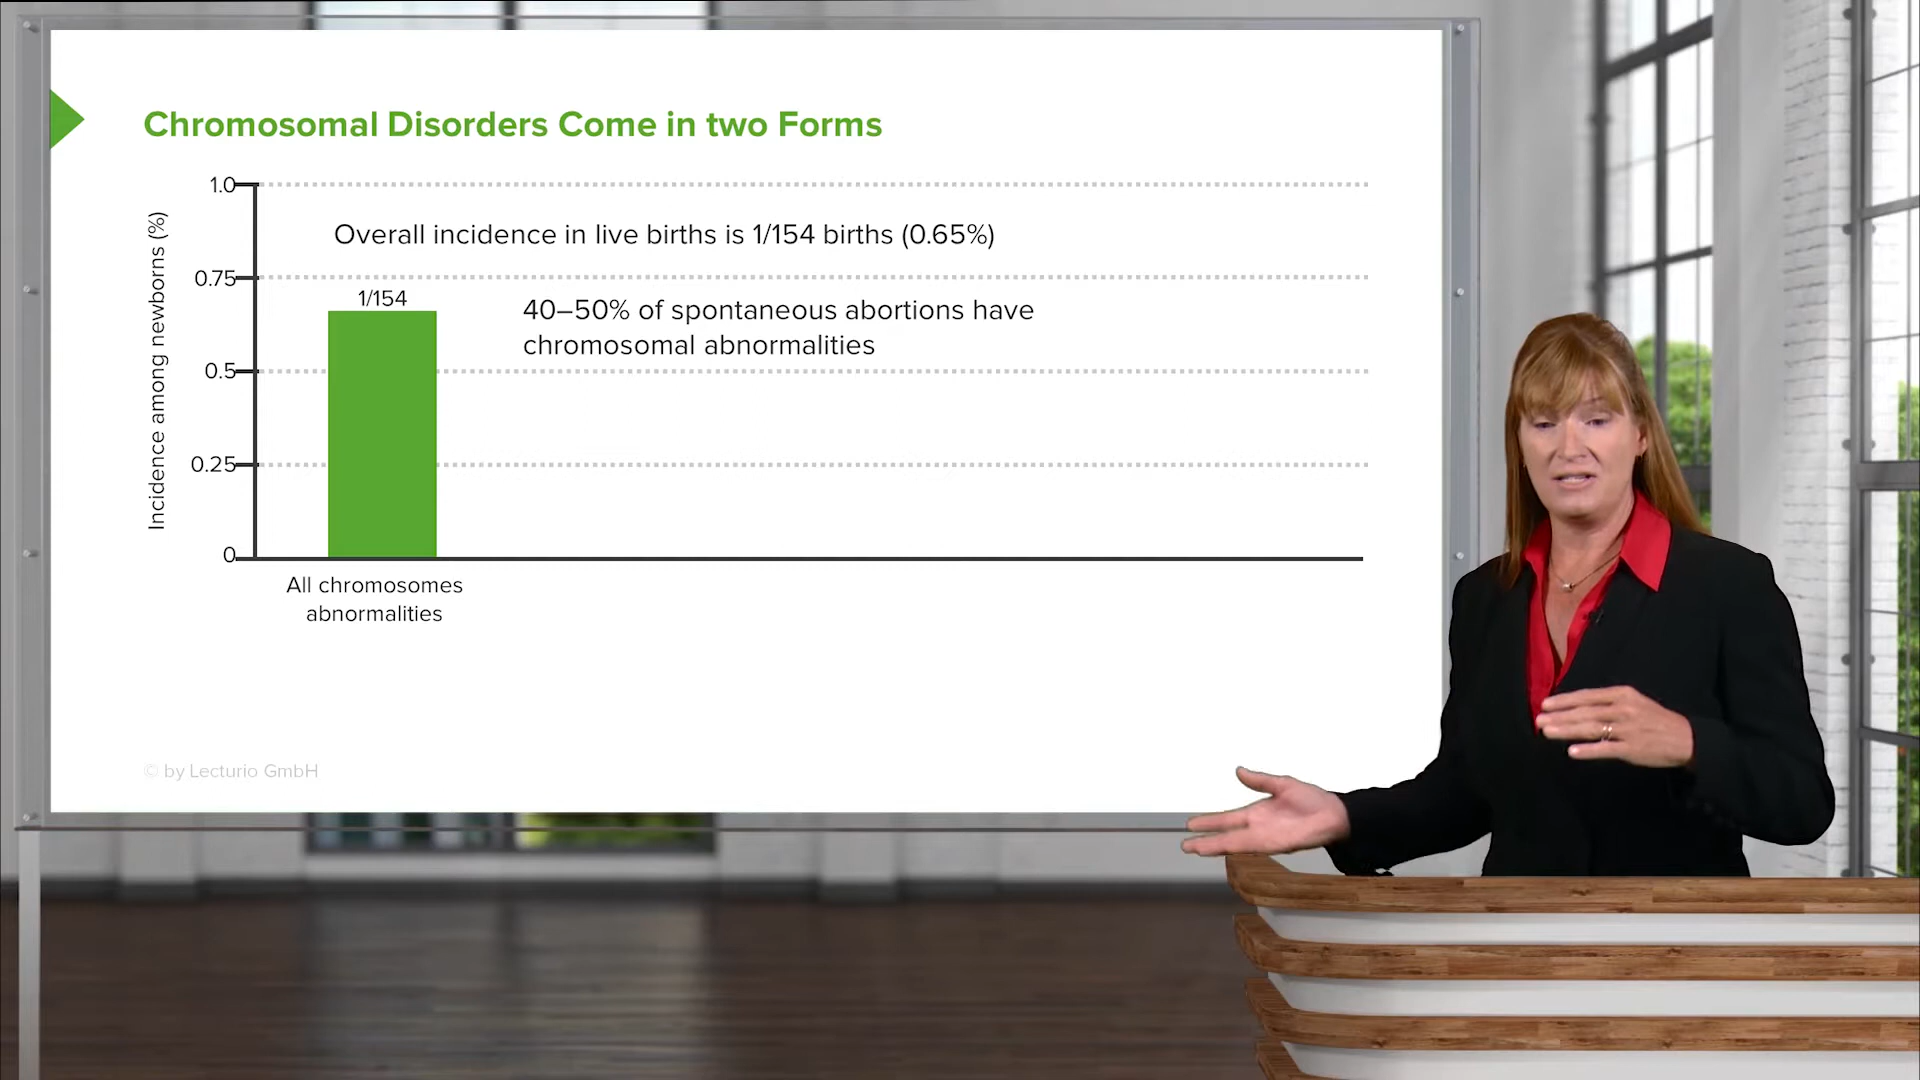 Chromosomal Disorders Come in two Forms
Incidence among newborns (%)
1.0
Overall incidence in live births is 1/154 births (0.65%)
0.75
1/154
40–50% of spontaneous abortions have
chromosomal abnormalities
0.5
0.25
0
All chromosomes
abnormalities
© by Lecturio GmbH